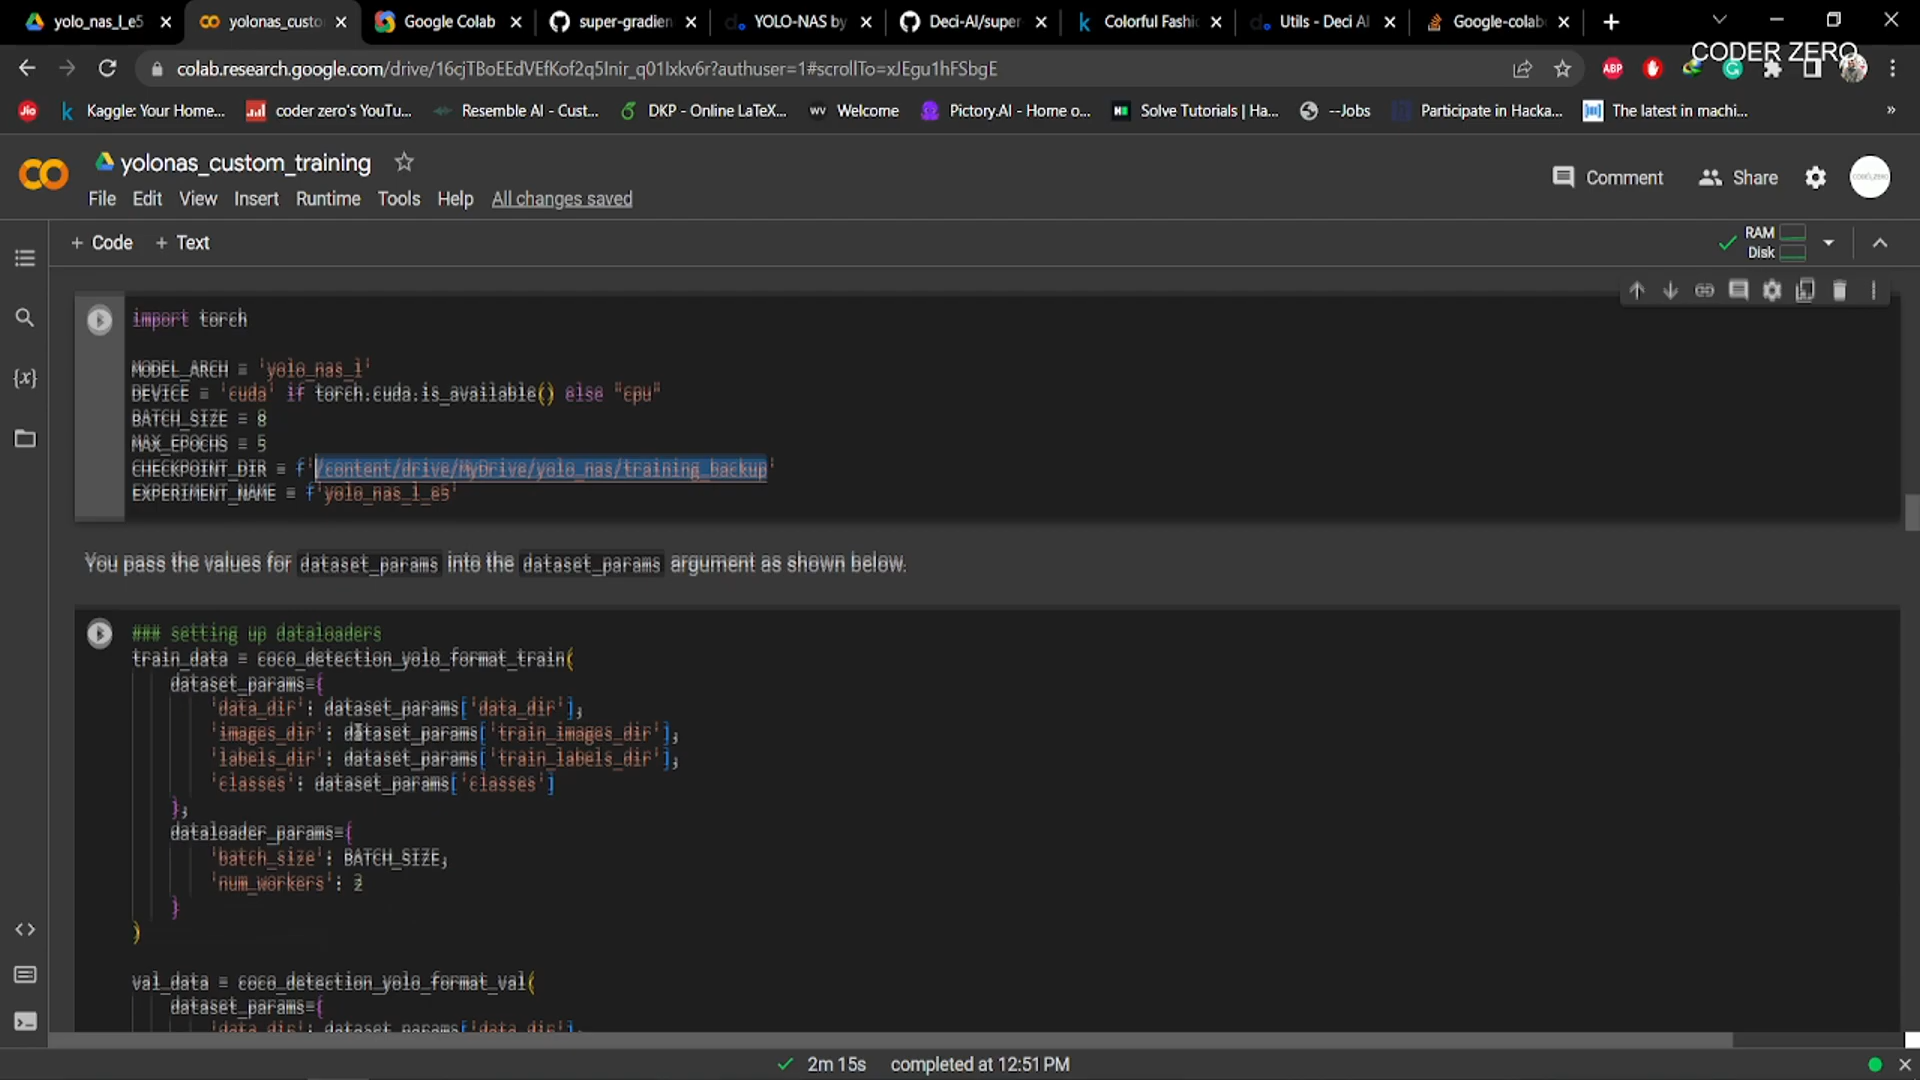 yolo_nas_l_e5
yolonas_custo
Google Colab
super-gradien
YOLO-NAS by
Deci-AI/super
Colorful Fashi
Utils - Deci AI
Google-colab
CODER ZERO
colab.research.google.com/drive/16cjTBoEEdVEfKof2q5Inir_q01lxkv6r?authuser=1#scrollTo=xJEgu1hFSbgE
ABP
Jio
Kaggle: Your Home...
coder zero's YouTu...
Resemble AI - Cust...
DKP - Online LaTeX...
wv Welcome
Pictory.AI - Home o...
Solve Tutorials | Ha...
--Jobs
Participate in Hacka...
The latest in machi...
»
yolonas_custom_training
Comment
Share
File Edit View Insert Runtime Tools Help All changes saved
+ Code + Text
RAM
Disk
import torch
MODEL_ARCH = 'yolo_nas_l'
DEVICE = 'cuda' if torch.cuda.is_available() else "cpu"
BATCH_SIZE = 8
MAX_EPOCHS = 5
CHECKPOINT_DIR = f'/content/drive/MyDrive/yolo_nas/training_backup'
EXPERIMENT_NAME = f'yolo_nas_l_e5'
You pass the values for dataset_params into the dataset_params argument as shown below.
### setting up dataloaders
train_data = coco_detection_yolo_format_train(
dataset_params={
'data_dir': dataset_params['data_dir'],
'images_dir': dataset_params['train_images_dir'],
'labels_dir': dataset_params['train_labels_dir'],
'classes': dataset_params['classes']
},
dataloader_params={
'batch_size': BATCH_SIZE,
'num_workers': 2
}
)
val_data = coco_detection_yolo_format_val(
dataset_params={
'data_dir': dataset_params['data_dir'],
2m 15s completed at 12:51 PM